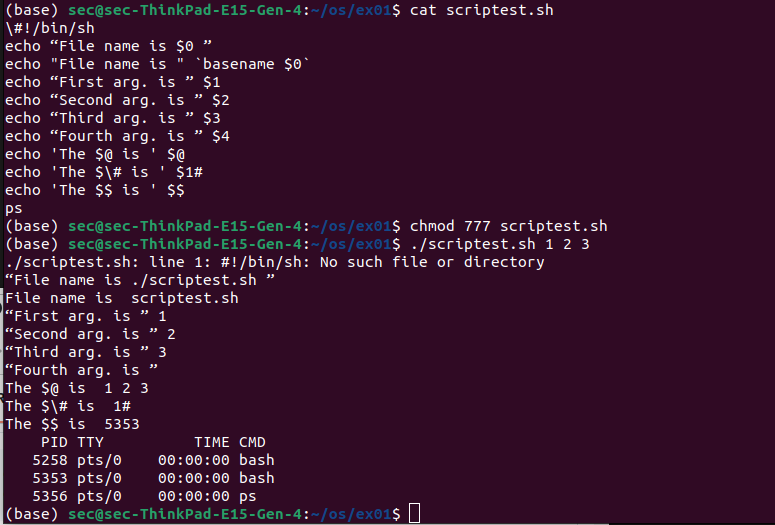 (base) sec@sec-ThinkPad-E15-Gen-4:~/os/ex01$ cat scriptest.sh
\#!/bin/sh
echo “File name is $0 ”
echo "File name is " `basename $0`
echo “First arg. is ” $1
echo “Second arg. is ” $2
echo “Third arg. is ” $3
echo “Fourth arg. is ” $4
echo 'The $@ is ' $@
echo 'The $\# is ' $1#
echo 'The $$ is ' $$
ps
(base) sec@sec-ThinkPad-E15-Gen-4:~/os/ex01$ chmod 777 scriptest.sh
(base) sec@sec-ThinkPad-E15-Gen-4:~/os/ex01$ ./scriptest.sh 1 2 3
./scriptest.sh: line 1: #!/bin/sh: No such file or directory
“File name is ./scriptest.sh ”
File name is  scriptest.sh
“First arg. is ” 1
“Second arg. is ” 2
“Third arg. is ” 3
“Fourth arg. is ”
The $@ is  1 2 3
The $\# is  1#
The $$ is  5353
    PID TTY          TIME CMD
   5258 pts/0    00:00:00 bash
   5353 pts/0    00:00:00 bash
   5356 pts/0    00:00:00 ps
(base) sec@sec-ThinkPad-E15-Gen-4:~/os/ex01$